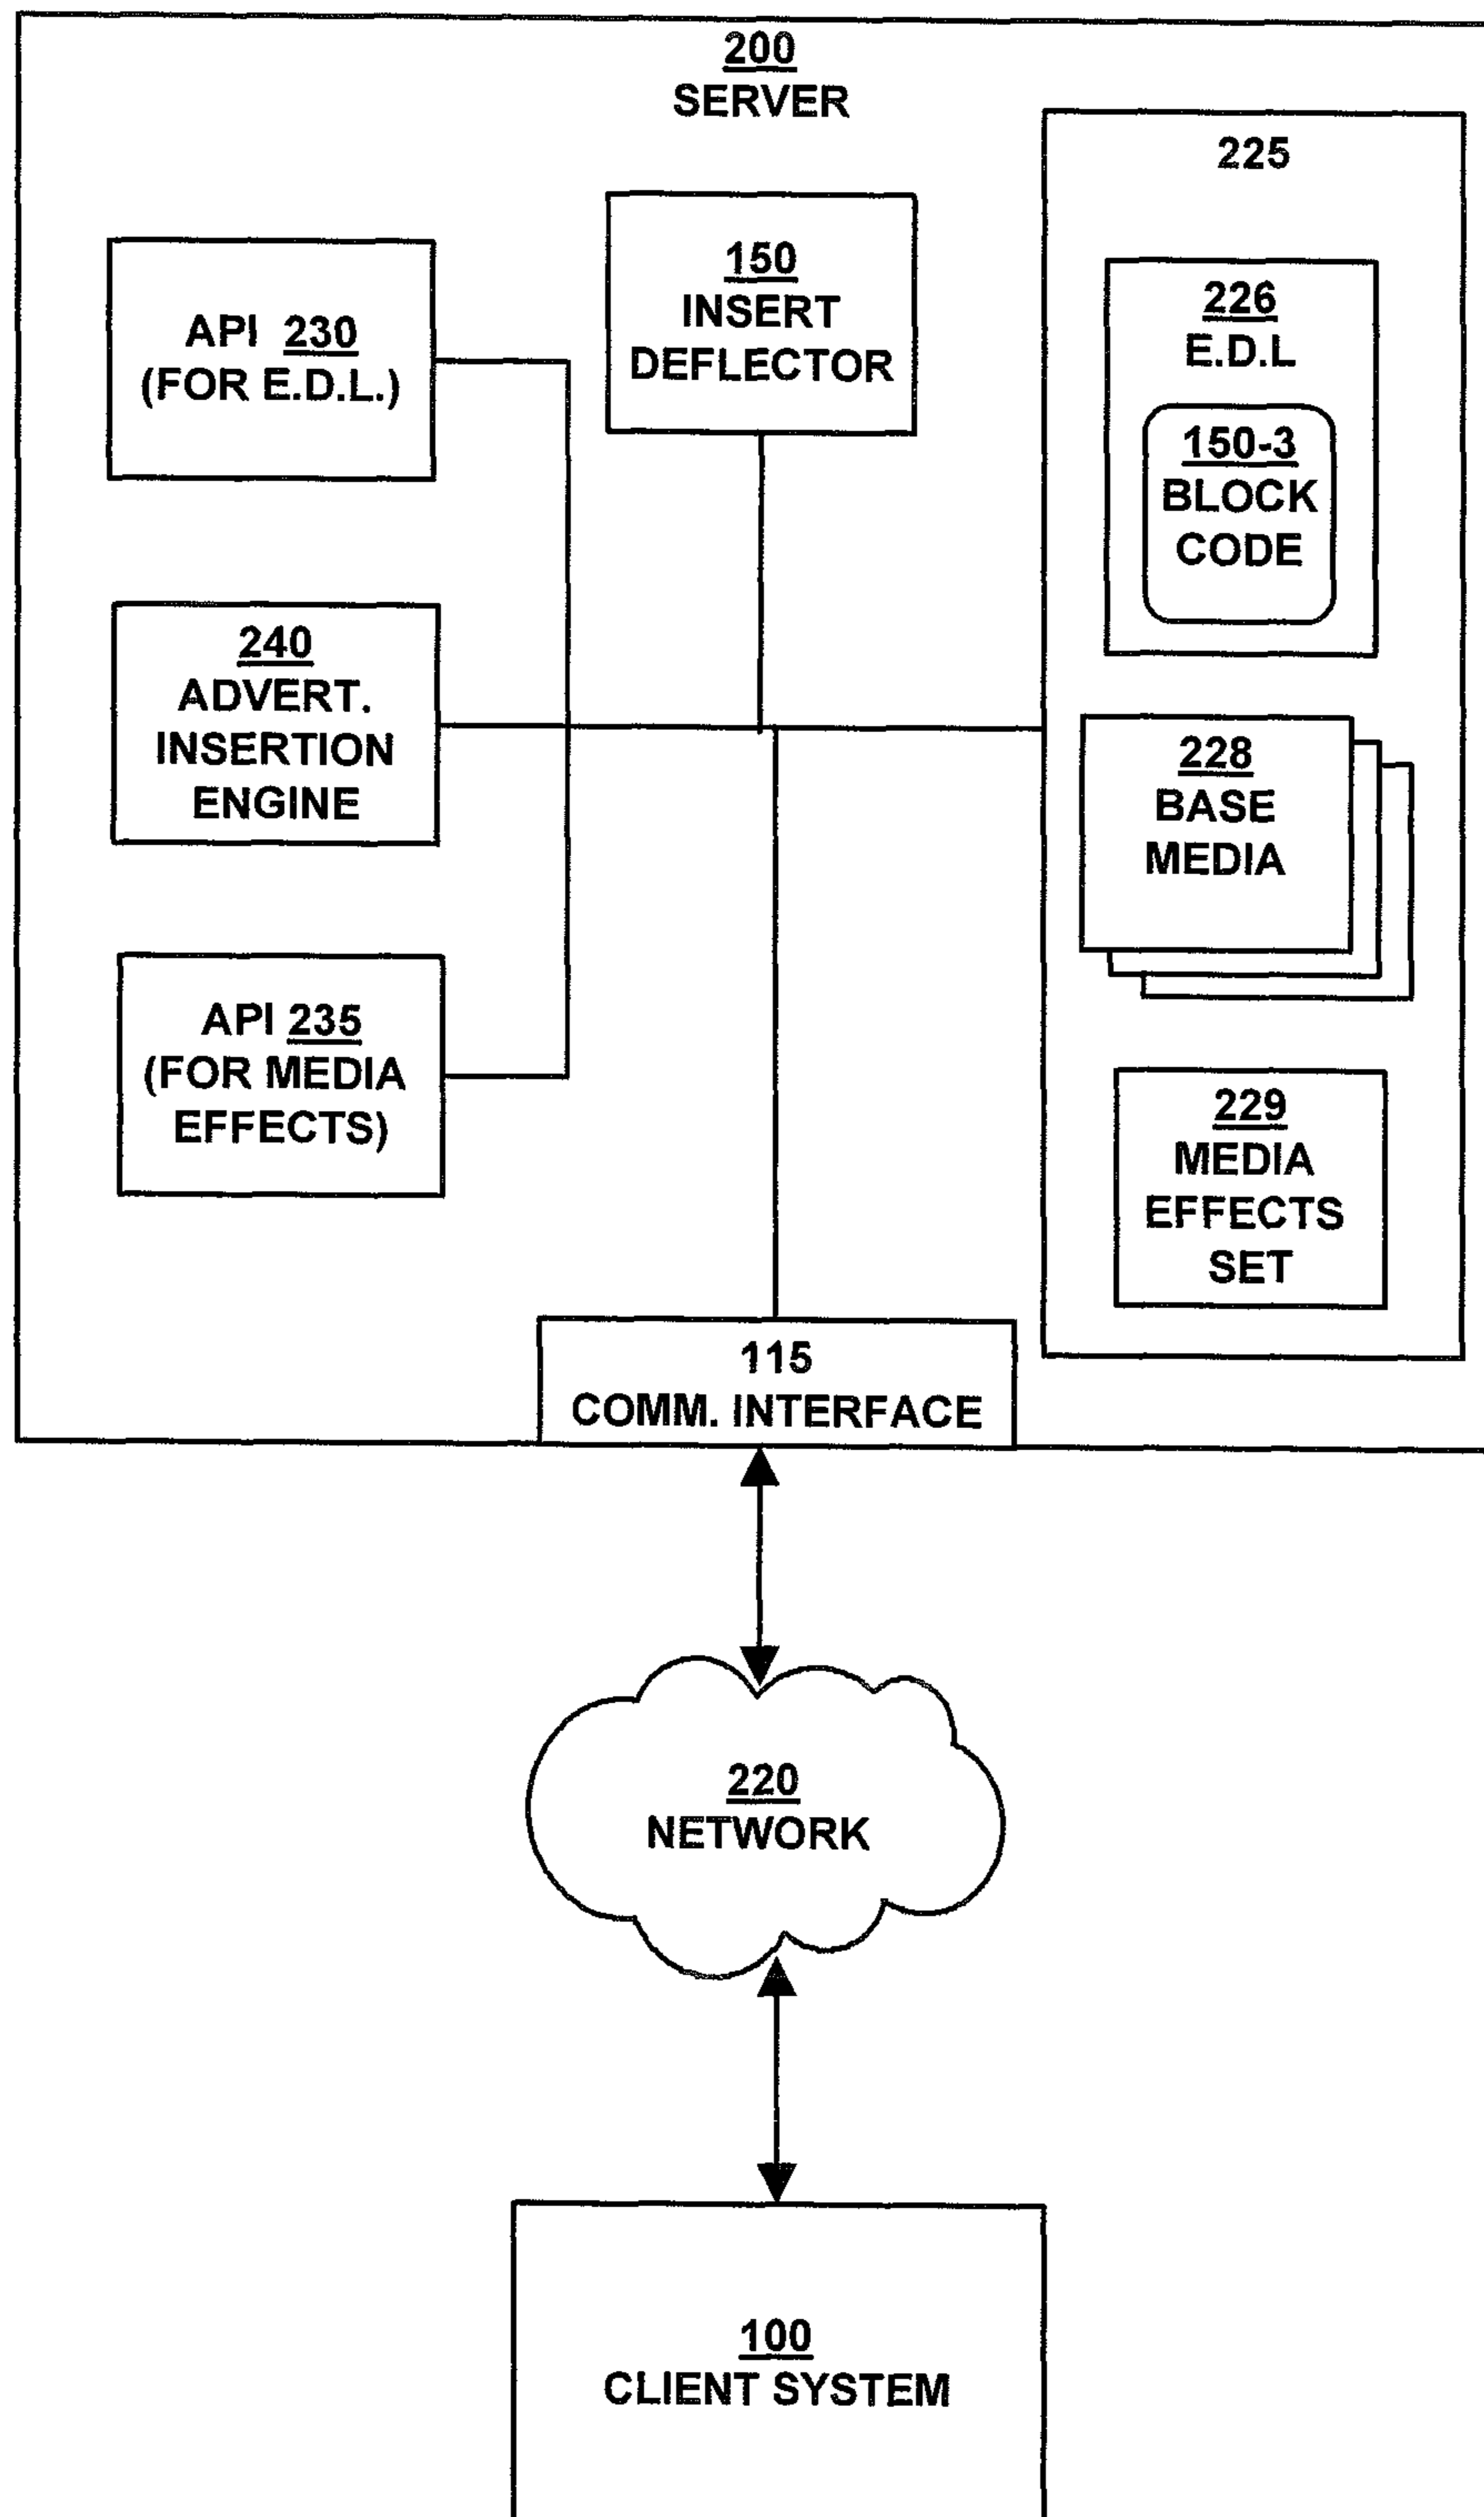 200
SERVER
225
API 230
(FOR E.D.L.)
150
INSERT
DEFLECTOR
226
E.D.L
150-3
BLOCK
CODE
240
ADVERT.
INSERTION
ENGINE
228
BASE
MEDIA
API 235
(FOR MEDIA
EFFECTS)
229
MEDIA
EFFECTS
SET
115
COMM. INTERFACE
220
NETWORK
100
CLIENT SYSTEM